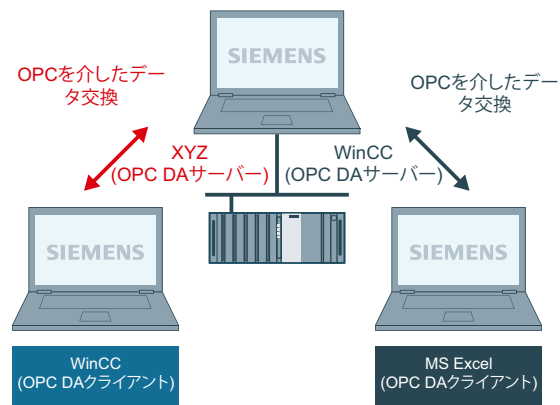 SIEMENS
OPCを介したデー
タ交換
OPCを介したデー
タ交換
XYZ
(OPC DAサーバー)
WinCC
(OPC DAサーバー)
SIEMENS
SIEMENS
WinCC
(OPC DAクライアント)
MS Excel
(OPC DAクライアント)